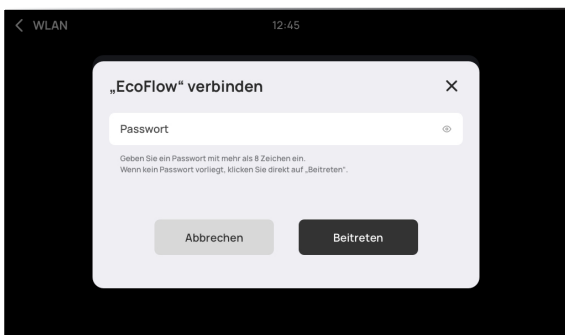 WLAN 12:45
„EcoFlow“ verbinden
Passwort
Geben Sie ein Passwort mit mehr als 8 Zeichen ein.
Wenn kein Passwort vorliegt, klicken Sie direkt auf „Beitreten“.
Abbrechen Beitreten